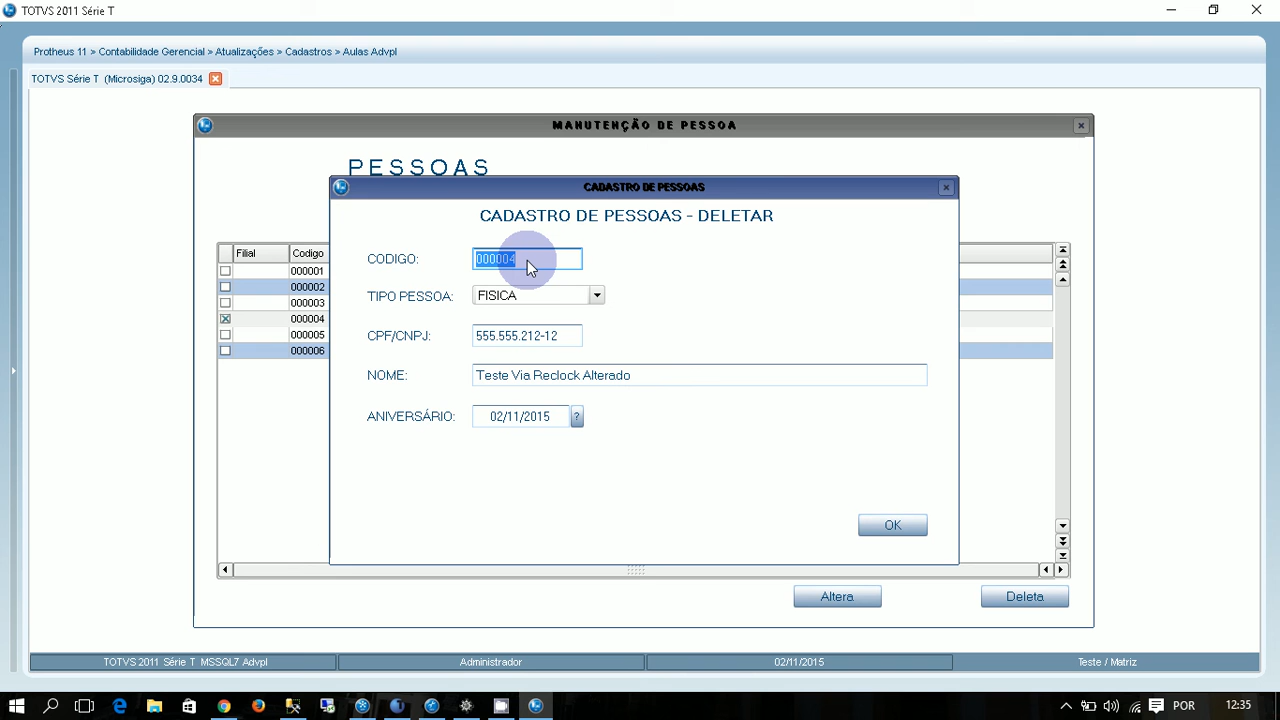 TOTVS 2011 Série T
Protheus 11 > Contabilidade Gerencial > Atualizações > Cadastros > Aulas Advpl
TOTVS Série T (Microsiga) 02.9.0034
MANUTENÇÃO DE PESSOA
PESSOAS
CADASTRO DE PESSOAS
CADASTRO DE PESSOAS - DELETAR
Filial Codigo
000001
000002
000003
000004
000005
000006
CODIGO: 000004
TIPO PESSOA: FISICA
CPF/CNPJ: 555.555.212-12
NOME: Teste Via Reclock Alterado
ANIVERSÁRIO: 02/11/2015 ?
OK
Altera Deleta
TOTVS 2011 Série T MSSQL7 Advpl Administrador 02/11/2015 Teste / Matriz
POR 12:35